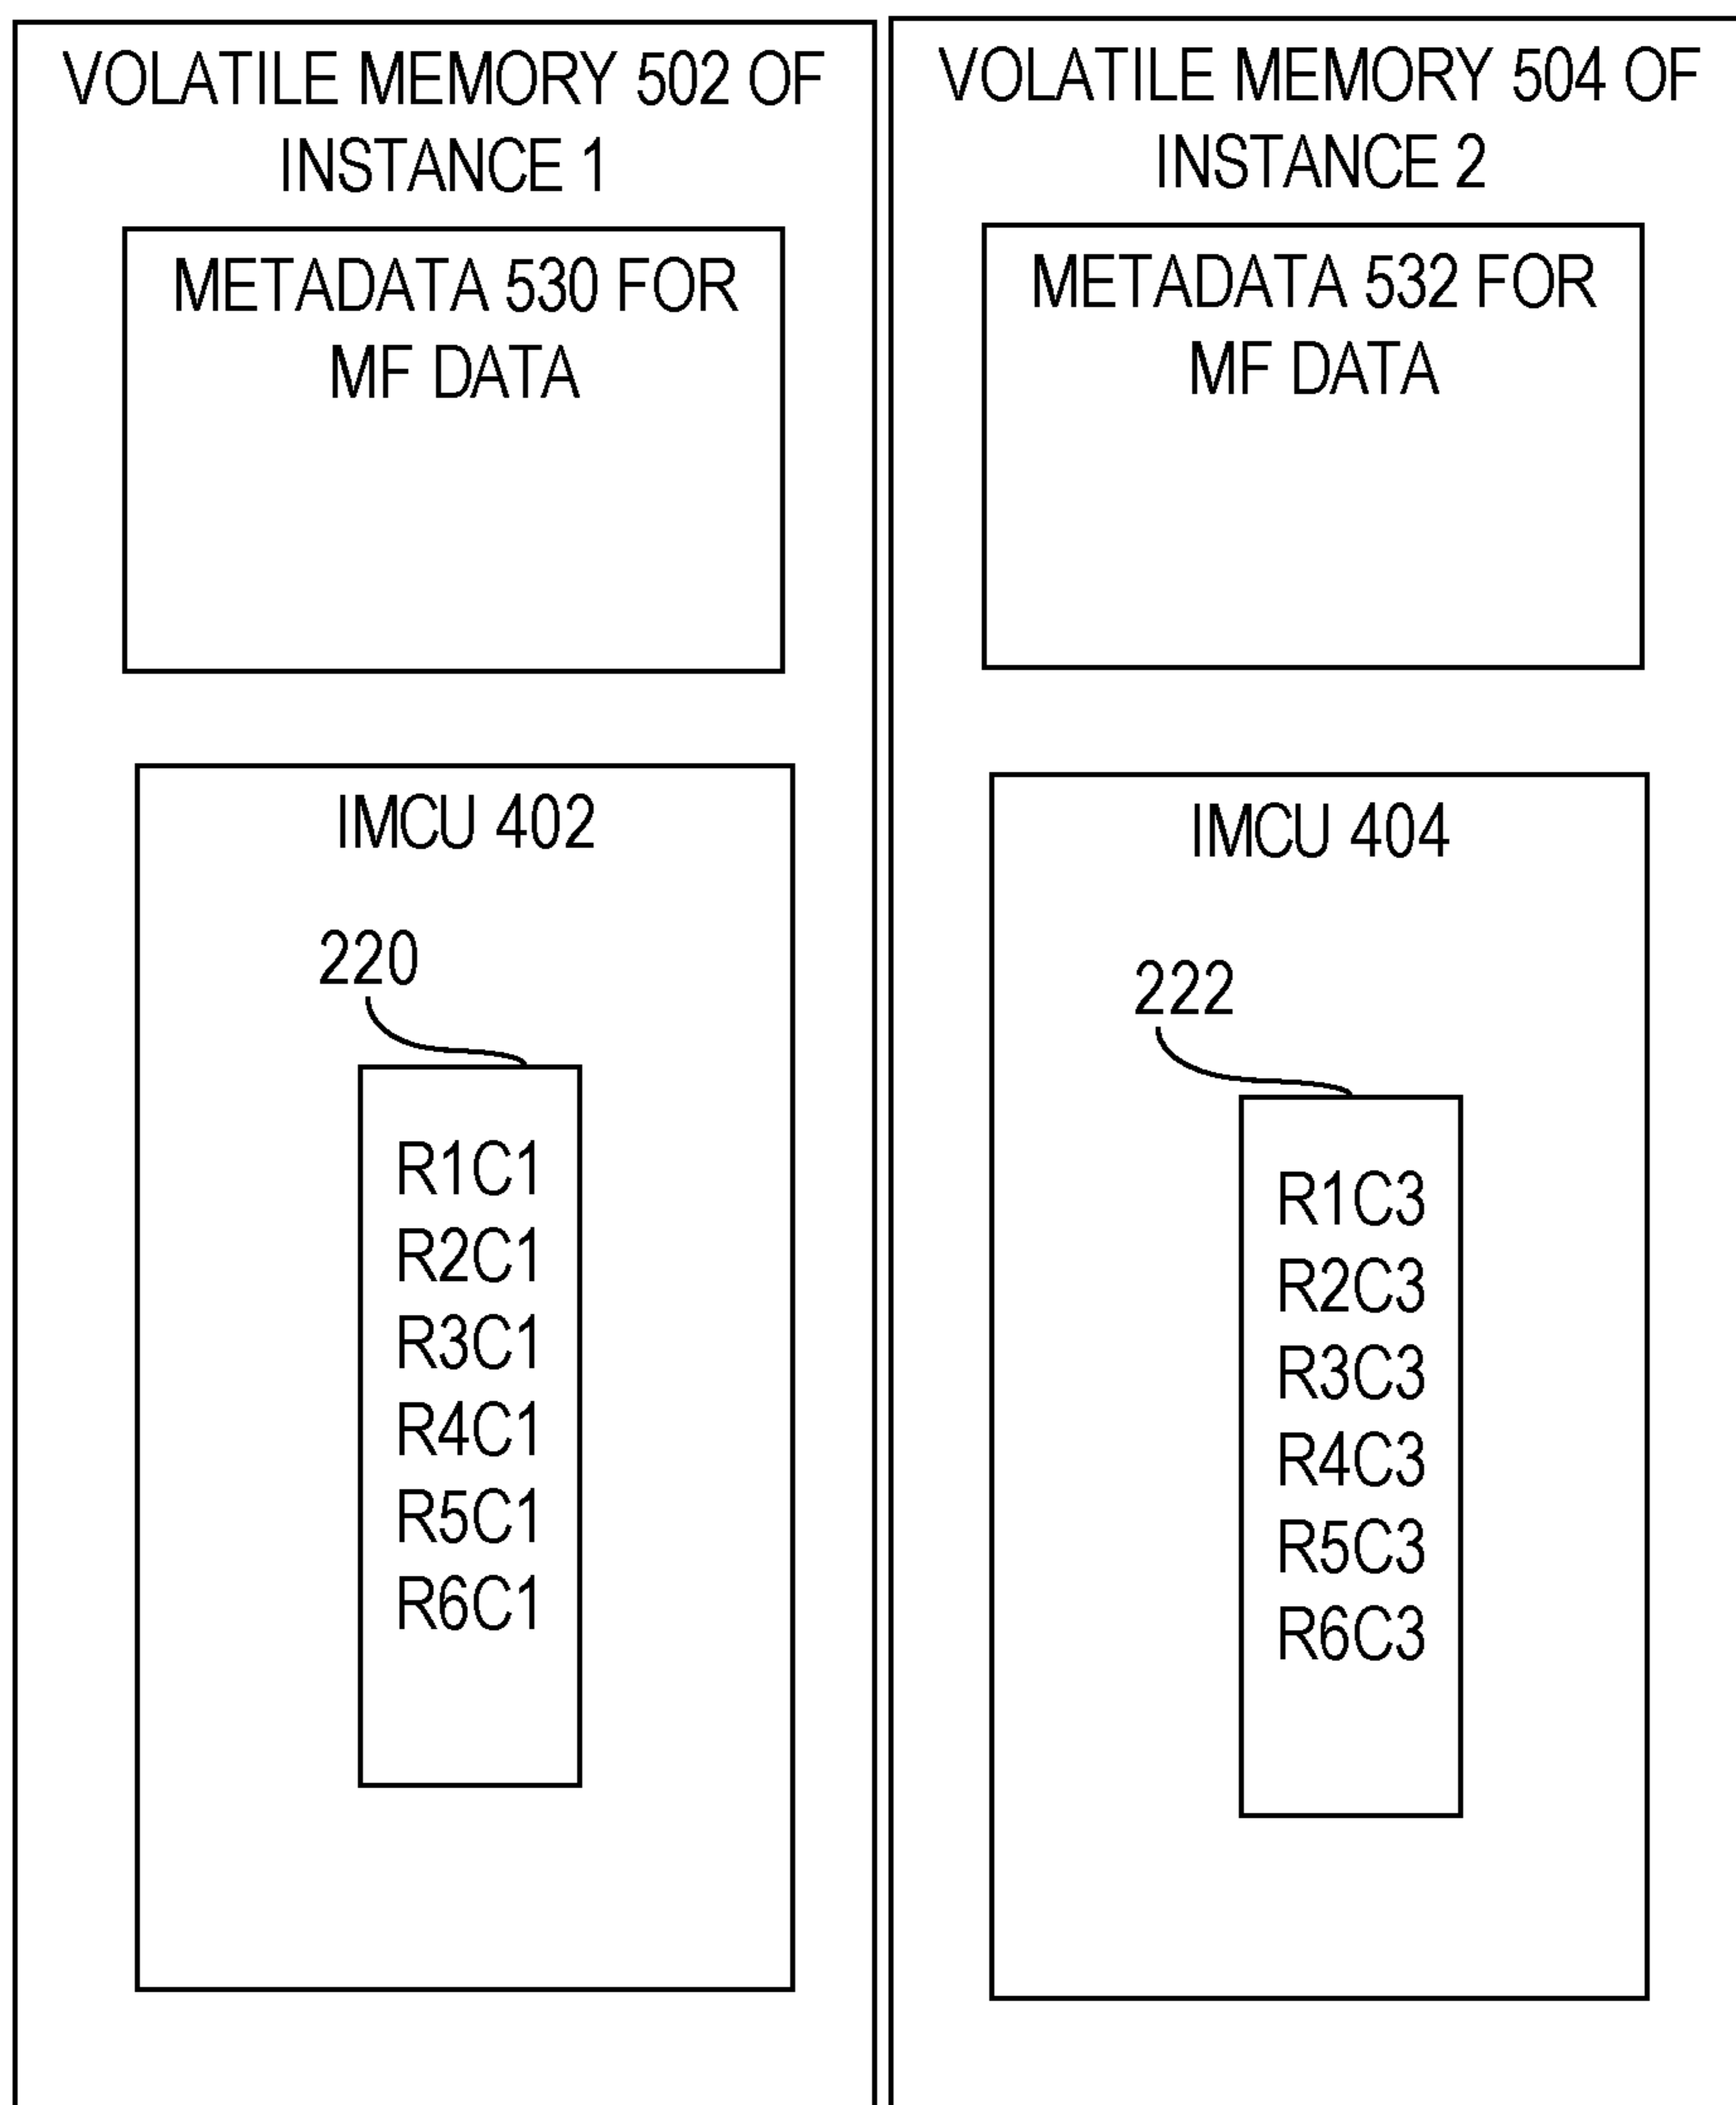 VOLATILE MEMORY 502 OF
INSTANCE 1
METADATA 530 FOR
MF DATA
IMCU 402
220
R1C1
R2C1
R3C1
R4C1
R5C1
R6C1
VOLATILE MEMORY 504 OF
INSTANCE 2
METADATA 532 FOR
MF DATA
IMCU 404
222
R1C3
R2C3
R3C3
R4C3
R5C3
R6C3